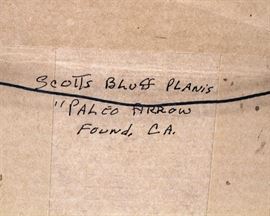 Scotts Bluff Planis
"Paleo Arrow
Found, CA.